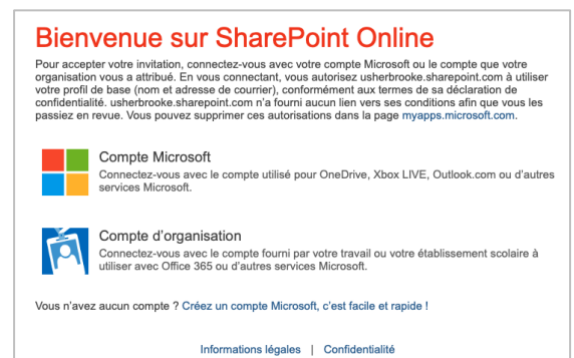 Bienvenue sur SharePoint Online
Pour accepter votre invitation, connectez-vous avec votre compte Microsoft ou le compte que votre
organisation vous a attribué. En vous connectant, vous autorisez usherbrooke.sharepoint.com à utiliser
votre profil de base (nom et adresse de courrier), conformément aux termes de sa déclaration de
confidentialité. usherbrooke.sharepoint.com n'a fourni aucun lien vers ses conditions afin que vous les
passiez en revue. Vous pouvez supprimer ces autorisations dans la page myapps.microsoft.com.
Compte Microsoft
Connectez-vous avec le compte utilisé pour OneDrive, Xbox LIVE, Outlook.com ou d'autres
services Microsoft.
Compte d'organisation
Connectez-vous avec le compte fourni par votre travail ou votre établissement scolaire à
utiliser avec Office 365 ou d'autres services Microsoft.
Vous n'avez aucun compte ? Créez un compte Microsoft, c'est facile et rapide !
Informations légales | Confidentialité